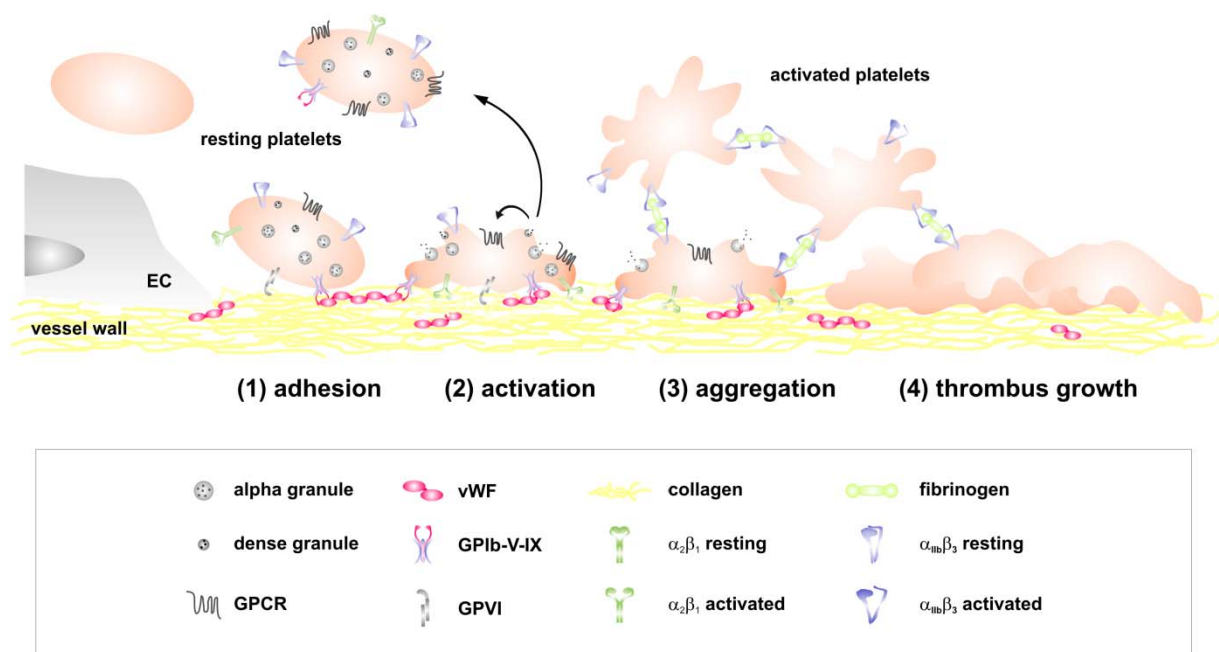 activated platelets
resting platelets
EC
vessel wall
(1) adhesion
(2) activation
(3) aggregation
(4) thrombus growth
alpha granule
vWF
collagen
fibrinogen
dense granule
GPIb-V-IX
α₂β₁ resting
αIIbβ₃ resting
GPCR
GPVI
α₂β₁ activated
αIIbβ₃ activated